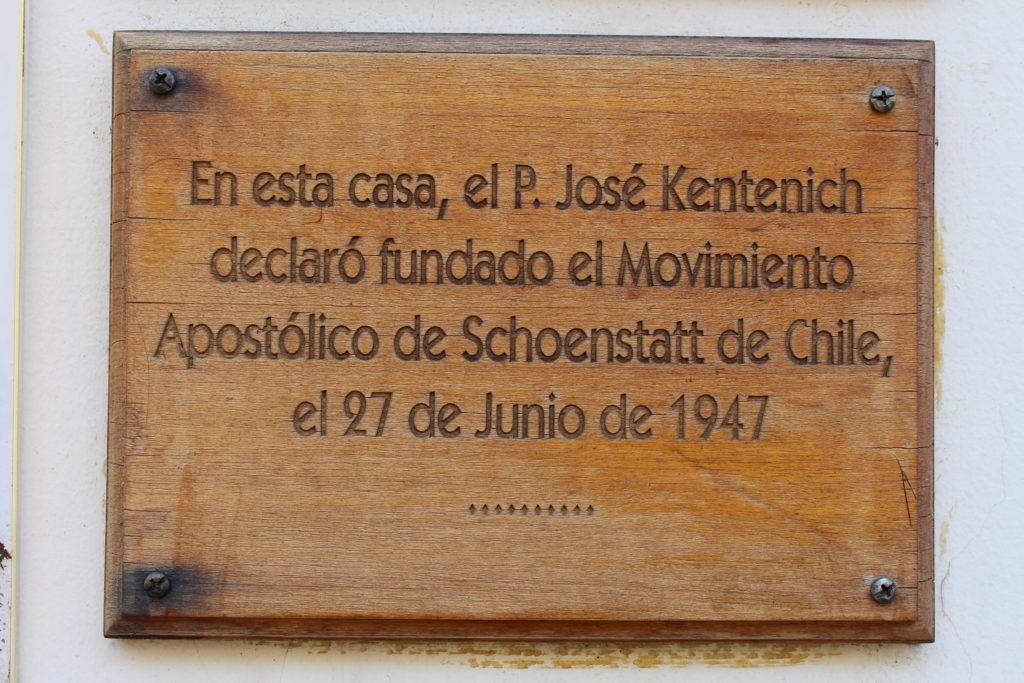 En esta casa, el P. José Kentenich
declaró fundado el Movimiento
Apostólico de Schoenstatt de Chile,
el 27 de Junio de 1947